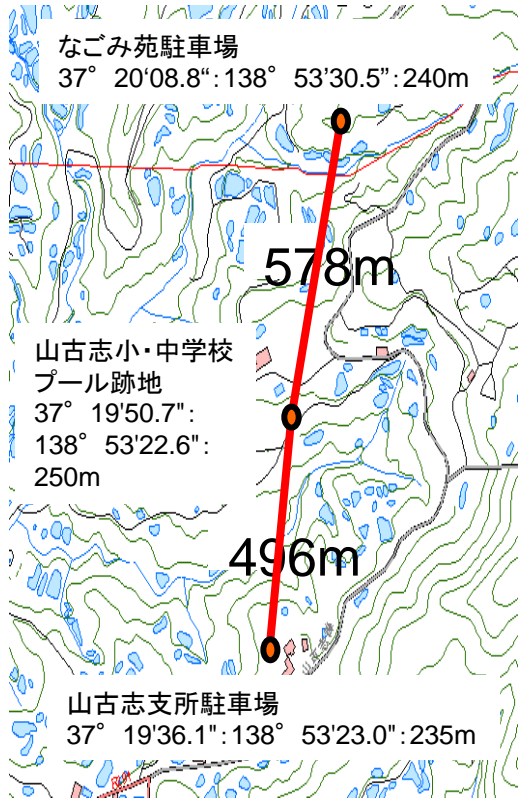 なごみ苑駐車場
37° 20‘08.8“：138° 53’30.5”：240m
578m
山古志小・中学校
プール跡地
37° 19'50.7"：
138° 53'22.6"：
250m
496m
山古志支所駐車場
37° 19'36.1"：138° 53'23.0"：235m